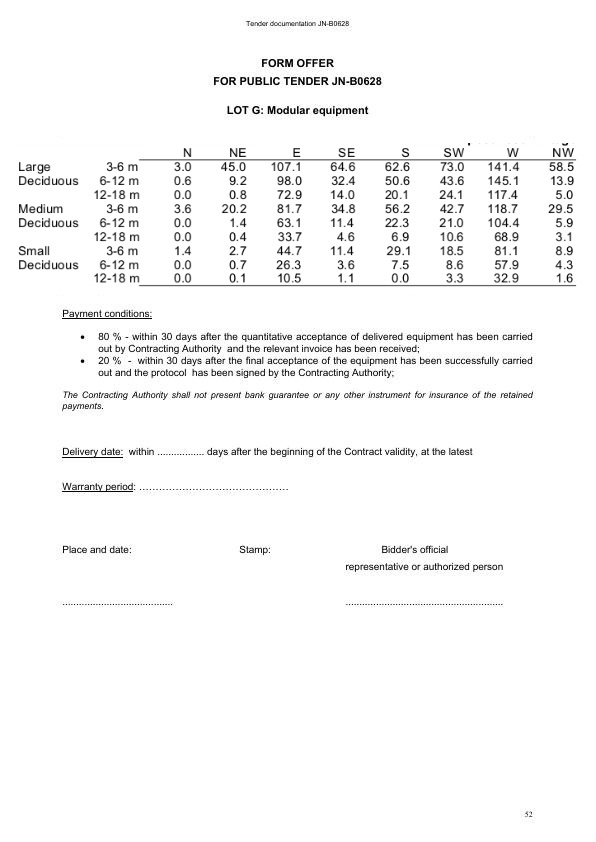 Tender documentation JN-B0628
FORM OFFER
FOR PUBLIC TENDER JN-B0628
LOT G: Modular equipment
N NE E SE S SW W NW
Large 3-6 m 3.0 45.0 107.1 64.6 62.6 73.0 141.4 58.5
Deciduous 6-12 m 0.6 9.2 98.0 32.4 50.6 43.6 145.1 13.9
12-18 m 0.0 0.8 72.9 14.0 20.1 24.1 117.4 5.0
Medium 3-6 m 3.6 20.2 81.7 34.8 56.2 42.7 118.7 29.5
Deciduous 6-12 m 0.0 1.4 63.1 11.4 22.3 21.0 104.4 5.9
12-18 m 0.0 0.4 33.7 4.6 6.9 10.6 68.9 3.1
Small 3-6 m 1.4 2.7 44.7 11.4 29.1 18.5 81.1 8.9
Deciduous 6-12 m 0.0 0.7 26.3 3.6 7.5 8.6 57.9 4.3
12-18 m 0.0 0.1 10.5 1.1 0.0 3.3 32.9 1.6
Payment conditions:
• 80 % - within 30 days after the quantitative acceptance of delivered equipment has been carried
out by Contracting Authority and the relevant invoice has been received;
• 20 % - within 30 days after the final acceptance of the equipment has been successfully carried
out and the protocol has been signed by the Contracting Authority;
The Contracting Authority shall not present bank guarantee or any other instrument for insurance of the retained
payments.
Delivery date: within ................. days after the beginning of the Contract validity, at the latest
Warranty period: ………………………………………
Place and date: Stamp: Bidder's official
representative or authorized person
........................................ .........................................................
52